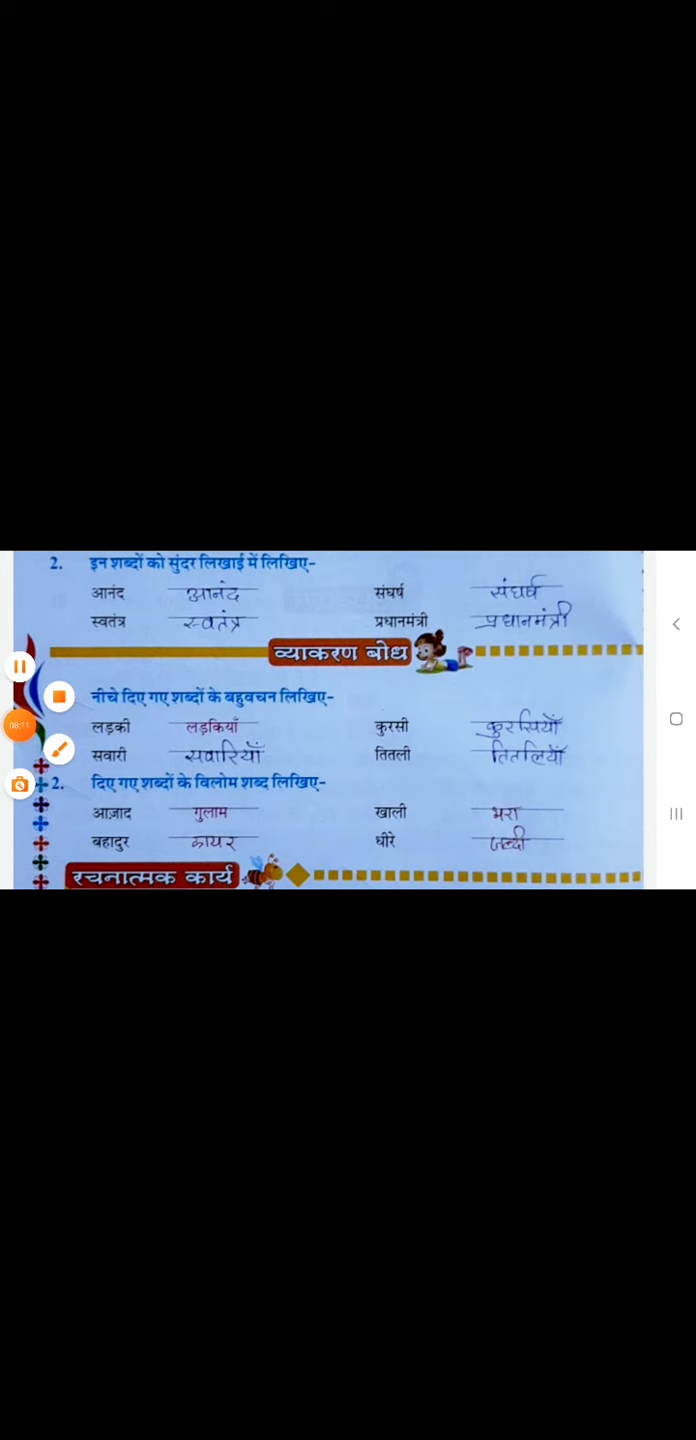 2. इन शब्दों को सुंदर लिखाई में लिखिए-
आनंद आनंद संघर्ष संघर्ष
स्वतंत्र स्वतंत्र प्रधानमंत्री प्रधानमंत्री
व्याकरण बोध
नीचे दिए गए शब्दों के बहुवचन लिखिए-
लड़की लड़कियाँ कुरसी कुरसियाँ
सवारी सवारियाँ तितली तितलियाँ
08:11
2. दिए गए शब्दों के विलोम शब्द लिखिए-
आज़ाद गुलाम खाली भरा
बहादुर कायर धीरे जल्दी
रचनात्मक कार्य